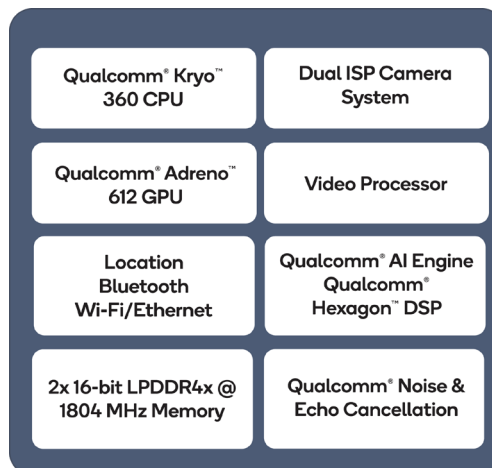 Qualcomm® Kryo™
360 CPU
Dual ISP Camera
System
Qualcomm® Adreno™
612 GPU
Video Processor
Location
Bluetooth
Wi-Fi/Ethernet
Qualcomm® AI Engine
Qualcomm®
Hexagon™ DSP
2x 16-bit LPDDR4x @
1804 MHz Memory
Qualcomm® Noise &
Echo Cancellation